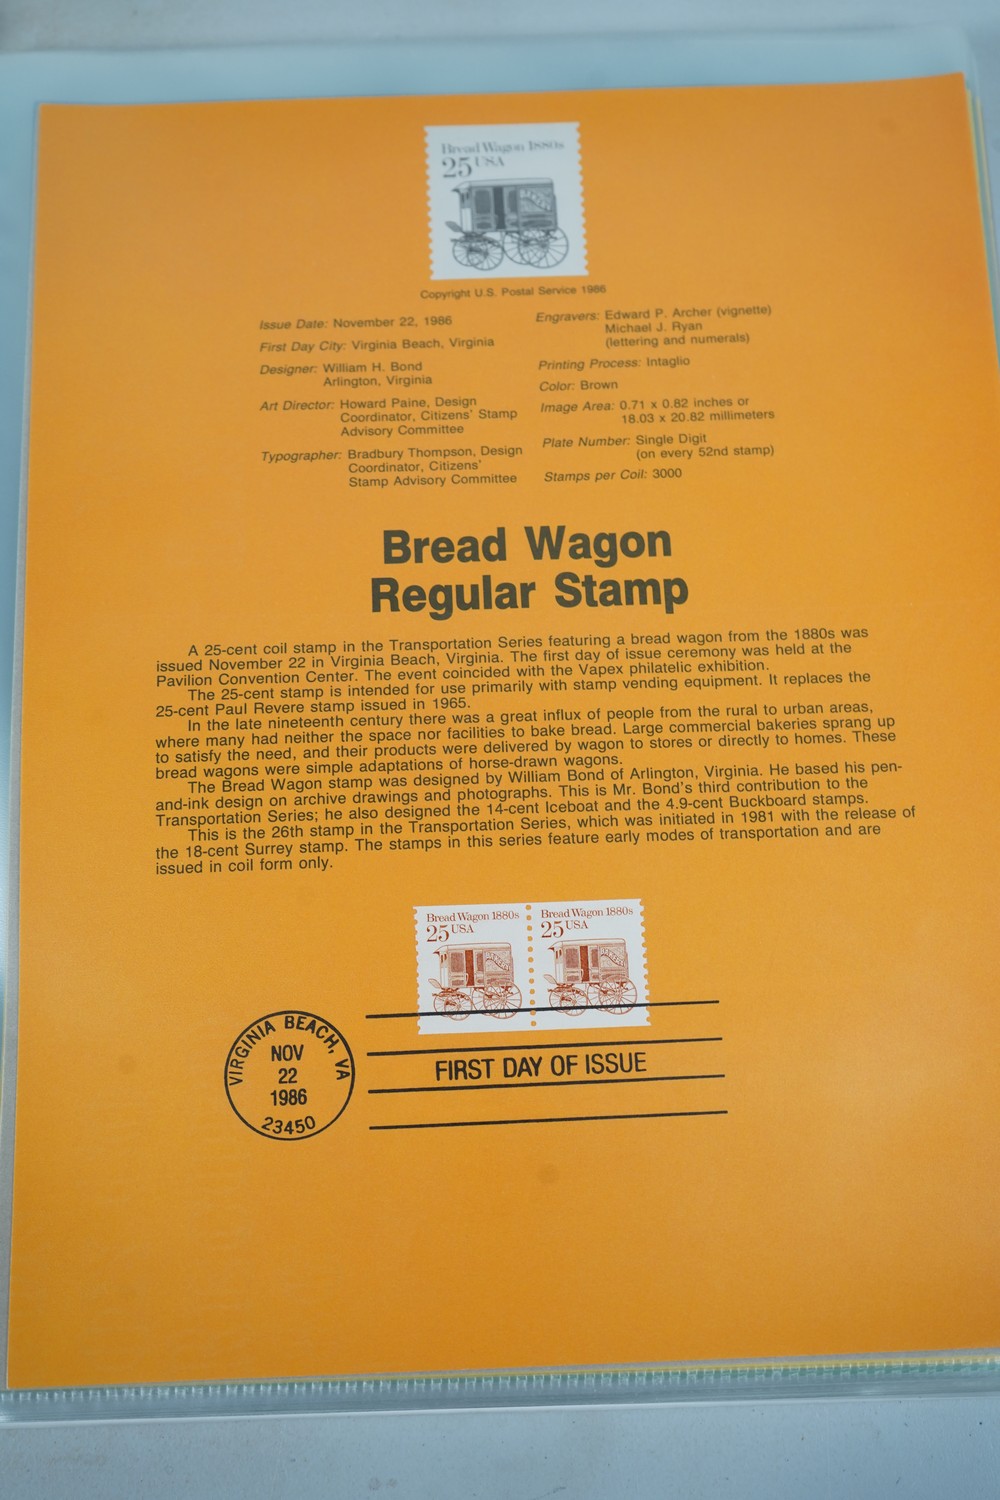 Bread Wagon 1880s
25 USA
BAKERY
Copyright U.S. Postal Service 1986
Issue Date: November 22, 1986
First Day City: Virginia Beach, Virginia
Designer: William H. Bond
Arlington, Virginia
Art Director: Howard Paine, Design
Coordinator, Citizens' Stamp
Advisory Committee
Typographer: Bradbury Thompson, Design
Coordinator, Citizens'
Stamp Advisory Committee
Engravers: Edward P. Archer (vignette)
Michael J. Ryan
(lettering and numerals)
Printing Process: Intaglio
Color: Brown
Image Area: 0.71 x 0.82 inches or
18.03 x 20.82 millimeters
Plate Number: Single Digit
(on every 52nd stamp)
Stamps per Coil: 3000
Bread Wagon
Regular Stamp
A 25-cent coil stamp in the Transportation Series featuring a bread wagon from the 1880s was
issued November 22 in Virginia Beach, Virginia. The first day of issue ceremony was held at the
Pavilion Convention Center. The event coincided with the Vapex philatelic exhibition.
The 25-cent stamp is intended for use primarily with stamp vending equipment. It replaces the
25-cent Paul Revere stamp issued in 1965.
In the late nineteenth century there was a great influx of people from the rural to urban areas,
where many had neither the space nor facilities to bake bread. Large commercial bakeries sprang up
to satisfy the need, and their products were delivered by wagon to stores or directly to homes. These
bread wagons were simple adaptations of horse-drawn wagons.
The Bread Wagon stamp was designed by William Bond of Arlington, Virginia. He based his pen-
and-ink design on archive drawings and photographs. This is Mr. Bond's third contribution to the
Transportation Series; he also designed the 14-cent Iceboat and the 4.9-cent Buckboard stamps.
This is the 26th stamp in the Transportation Series, which was initiated in 1981 with the release of
the 18-cent Surrey stamp. The stamps in this series feature early modes of transportation and are
issued in coil form only.
Bread Wagon 1880s
25 USA
Bread Wagon 1880s
25 USA
VIRGINIA BEACH, VA
NOV
22
1986
23450
FIRST DAY OF ISSUE